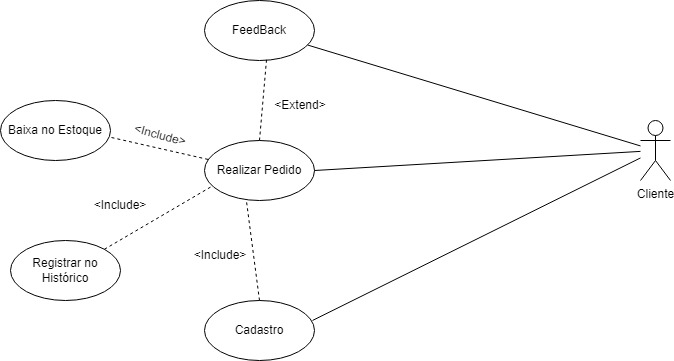 FeedBack
<Extend>
Baixa no Estoque
<Include>
Realizar Pedido
Cliente
<Include>
Registrar no
Histórico
<Include>
Cadastro